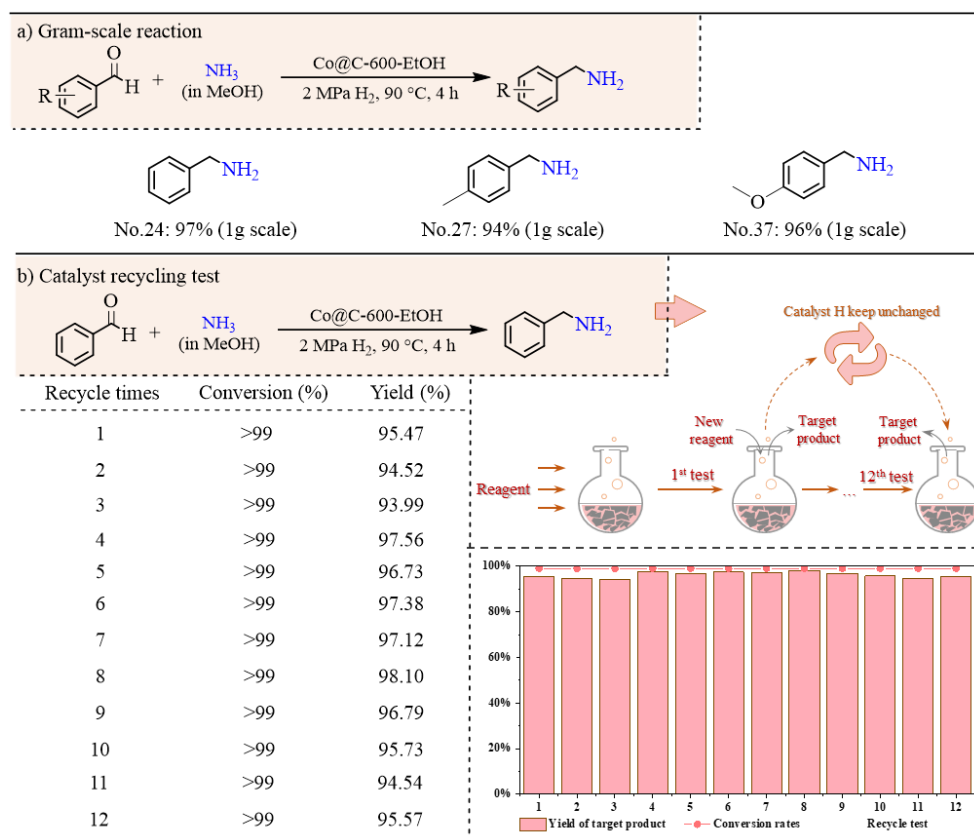 a) Gram-scale reaction
O
H
R
+
NH3
(in MeOH)
Co@C-600-EtOH
2 MPa H2, 90 °C, 4 h
R
NH2
NH2
NH2
O
NH2
No.24: 97% (1g scale)
No.27: 94% (1g scale)
No.37: 96% (1g scale)
b) Catalyst recycling test
O
H
+
NH3
(in MeOH)
Co@C-600-EtOH
2 MPa H2, 90 °C, 4 h
NH2
Recycle times Conversion (%) Yield (%)
1 >99 95.47
2 >99 94.52
3 >99 93.99
4 >99 97.56
5 >99 96.73
6 >99 97.38
7 >99 97.12
8 >99 98.10
9 >99 96.79
10 >99 95.73
11 >99 94.54
12 >99 95.57
Catalyst H keep unchanged
New
reagent
Target
product
Target
product
Reagent
1st test
...
12th test
100%
80%
60%
40%
20%
0%
1 2 3 4 5 6 7 8 9 10 11 12
Yield of target product
Conversion rates
Recycle test